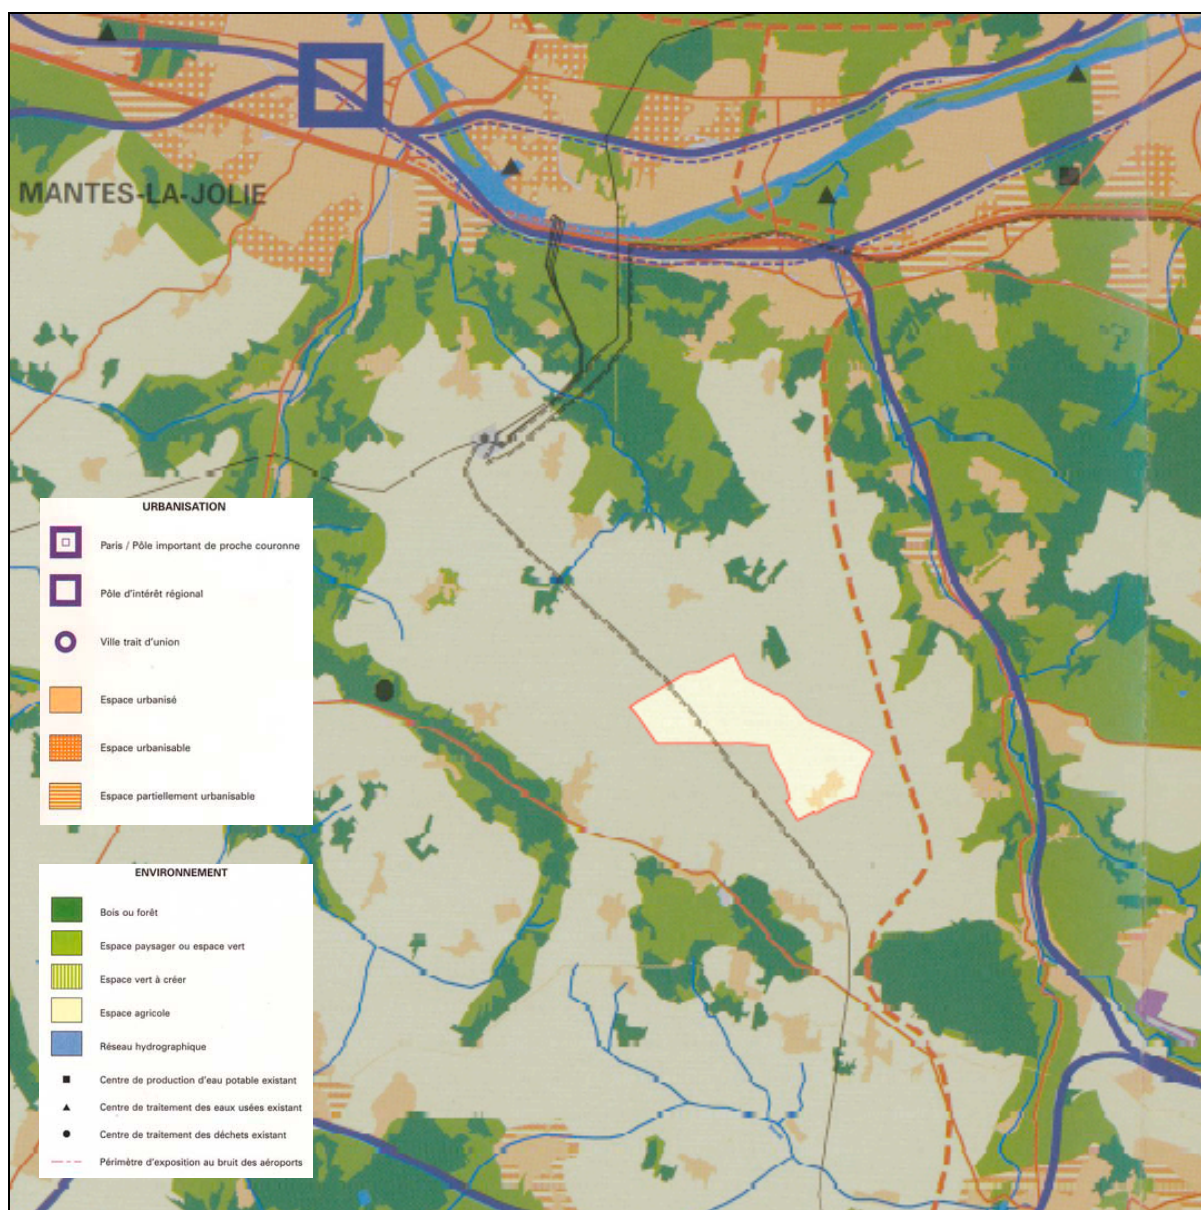 MANTES-LA-JOLIE
URBANISATION
Paris / Pôle important de proche couronne
Pôle d'intérêt régional
Ville trait d'union
Espace urbanisé
Espace urbanisable
Espace partiellement urbanisable
ENVIRONNEMENT
Bois ou forêt
Espace paysager ou espace vert
Espace vert à créer
Espace agricole
Réseau hydrographique
Centre de production d'eau potable existant
Centre de traitement des eaux usées existant
Centre de traitement des déchets existant
Périmètre d'exposition au bruit des aéroports